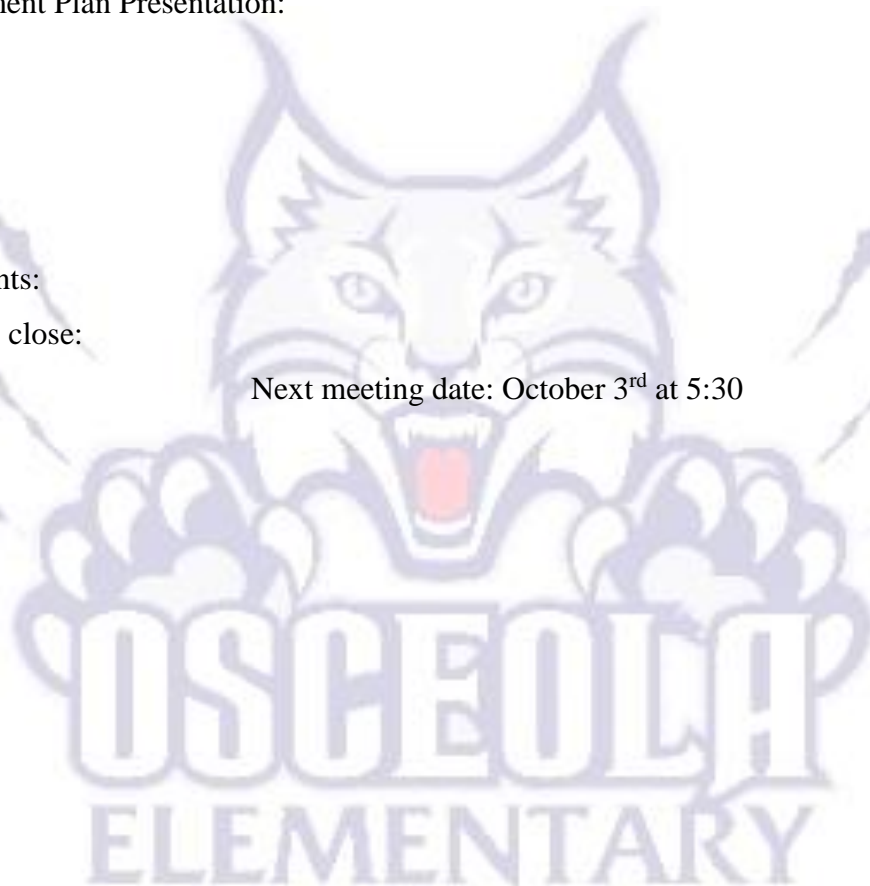 ment Plan Presentation:
nts:
close:
Next meeting date: October 3rd at 5:30
OSCEOLA
ELEMENTARY